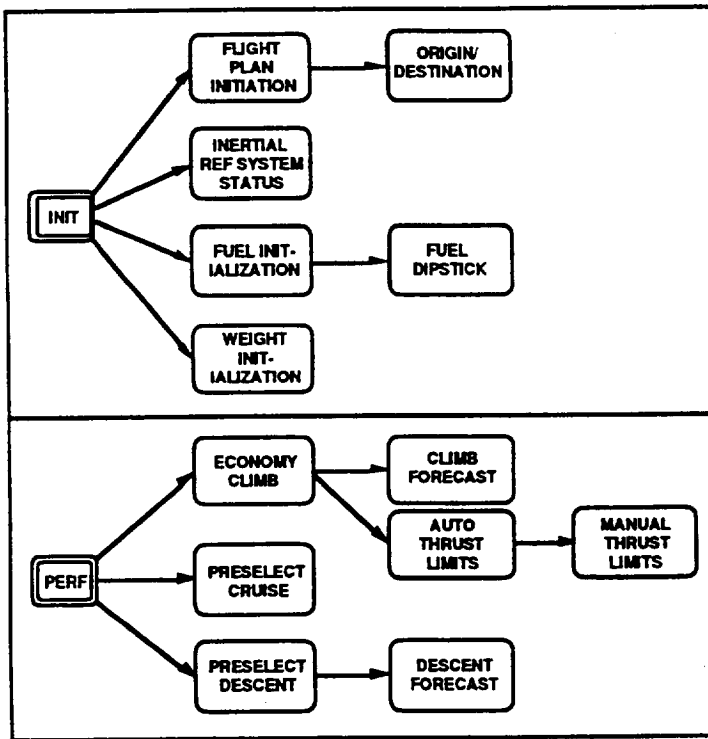 FLIGHT
PLAN
INITIATION
ORIGIN/
DESTINATION
INERTIAL
REF SYSTEM
STATUS
INIT
FUEL INIT-
IALIZATION
FUEL
DIPSTICK
WEIGHT
INIT-
IALIZATION
ECONOMY
CLIMB
CLIMB
FORECAST
AUTO
THRUST
LIMITS
MANUAL
THRUST
LIMITS
PERF
PRESELECT
CRUISE
PRESELECT
DESCENT
DESCENT
FORECAST